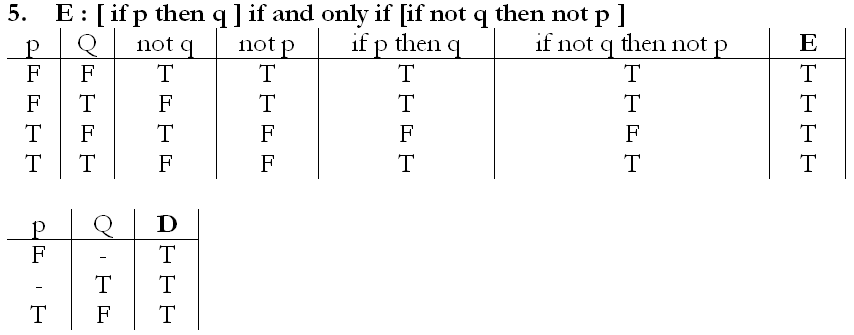 5. E : [ if p then q ] if and only if [if not q then not p ]
p Q not q not p if p then q if not q then not p E
F F T T T T T
F T F T T T T
T F T F F F T
T T F F T T T
p Q D
F - T
- T T
T F T